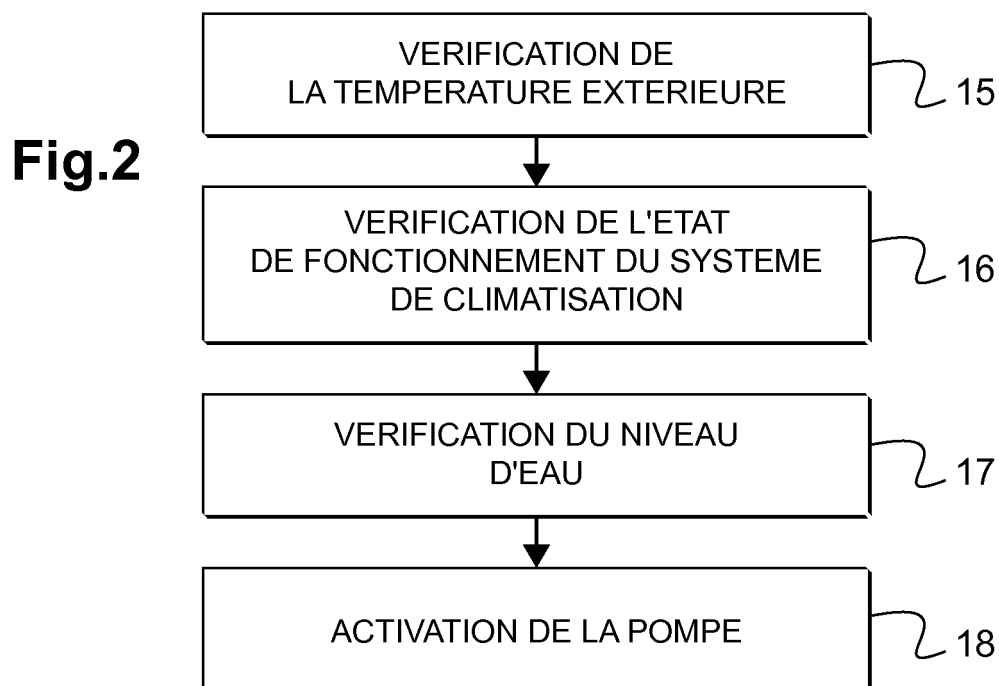 Fig.2
VERIFICATION DE
LA TEMPERATURE EXTERIEURE
15
VERIFICATION DE L'ETAT
DE FONCTIONNEMENT DU SYSTEME
DE CLIMATISATION
16
VERIFICATION DU NIVEAU
D'EAU
17
ACTIVATION DE LA POMPE
18